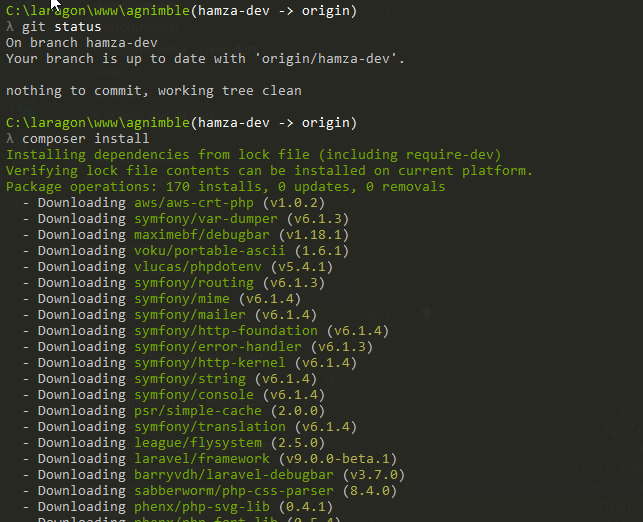 C:\laragon\www\agnimble(hamza-dev -> origin)
λ git status
On branch hamza-dev
Your branch is up to date with 'origin/hamza-dev'.
nothing to commit, working tree clean
C:\laragon\www\agnimble(hamza-dev -> origin)
λ composer install
Installing dependencies from lock file (including require-dev)
Verifying lock file contents can be installed on current platform.
Package operations: 170 installs, 0 updates, 0 removals
- Downloading aws/aws-crt-php (v1.0.2)
- Downloading symfony/var-dumper (v6.1.3)
- Downloading maximebf/debugbar (v1.18.1)
- Downloading voku/portable-ascii (1.6.1)
- Downloading vlucas/phpdotenv (v5.4.1)
- Downloading symfony/routing (v6.1.3)
- Downloading symfony/mime (v6.1.4)
- Downloading symfony/mailer (v6.1.4)
- Downloading symfony/http-foundation (v6.1.4)
- Downloading symfony/error-handler (v6.1.3)
- Downloading symfony/http-kernel (v6.1.4)
- Downloading symfony/string (v6.1.4)
- Downloading symfony/console (v6.1.4)
- Downloading psr/simple-cache (2.0.0)
- Downloading symfony/translation (v6.1.4)
- Downloading league/flysystem (2.5.0)
- Downloading laravel/framework (v9.0.0-beta.1)
- Downloading barryvdh/laravel-debugbar (v3.7.0)
- Downloading sabberworm/php-css-parser (8.4.0)
- Downloading phenx/php-svg-lib (0.4.1)
- Downloading phenx/php-font-lib (0.5.4)